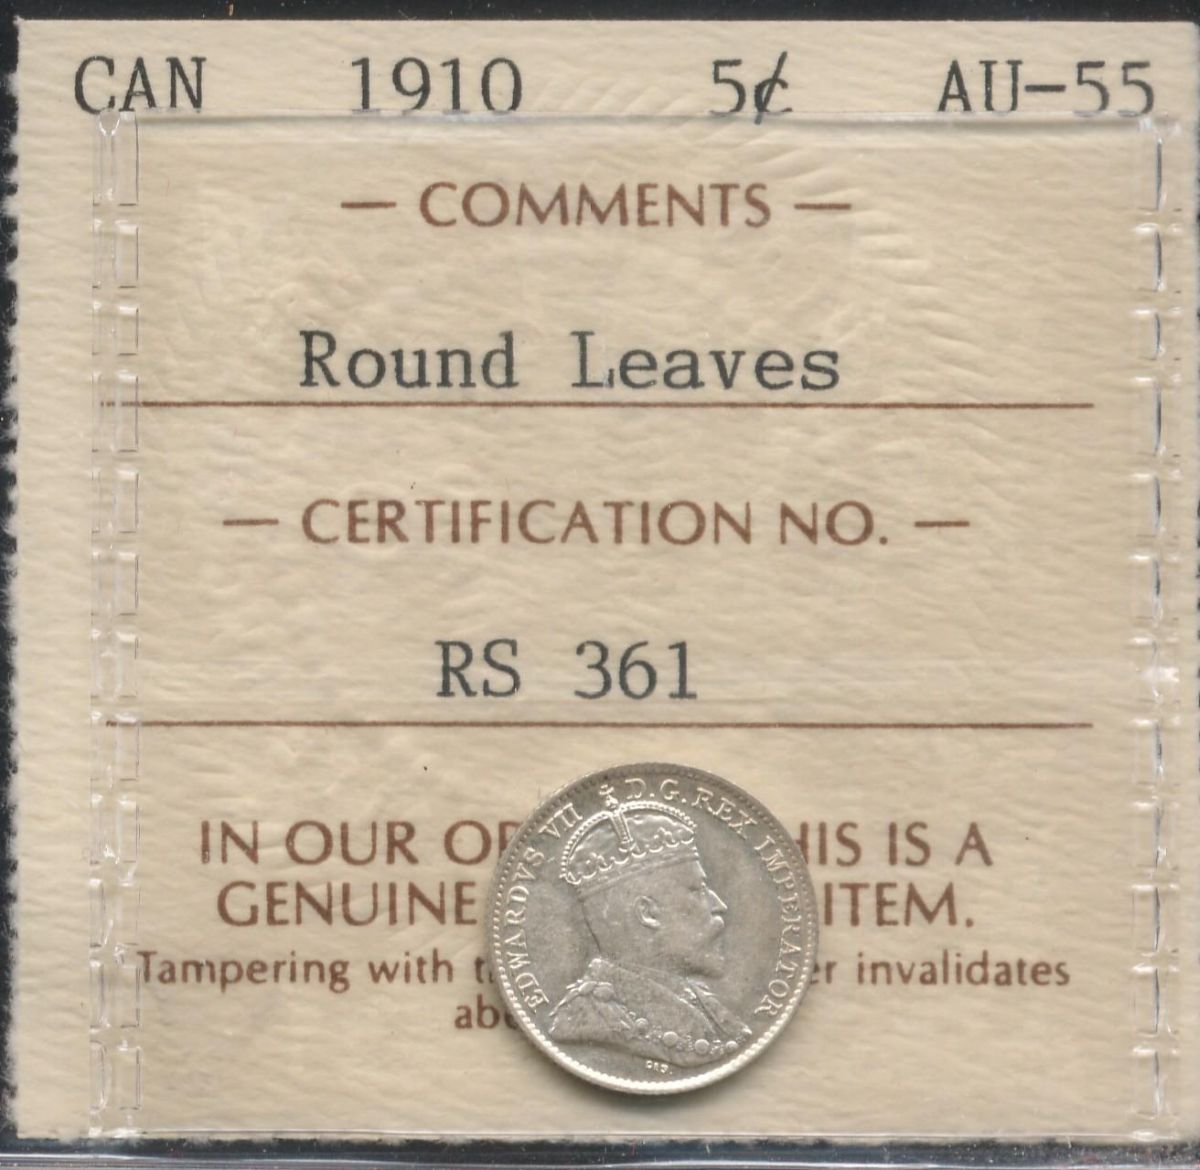 CAN 1910 5¢ AU-55
— COMMENTS —
Round Leaves
— CERTIFICATION NO. —
RS 361
IN OUR OP HIS IS A
GENUINE ITEM.
Tampering with er invalidates
EDWARDVS VII D.G. REX IMPERATOR